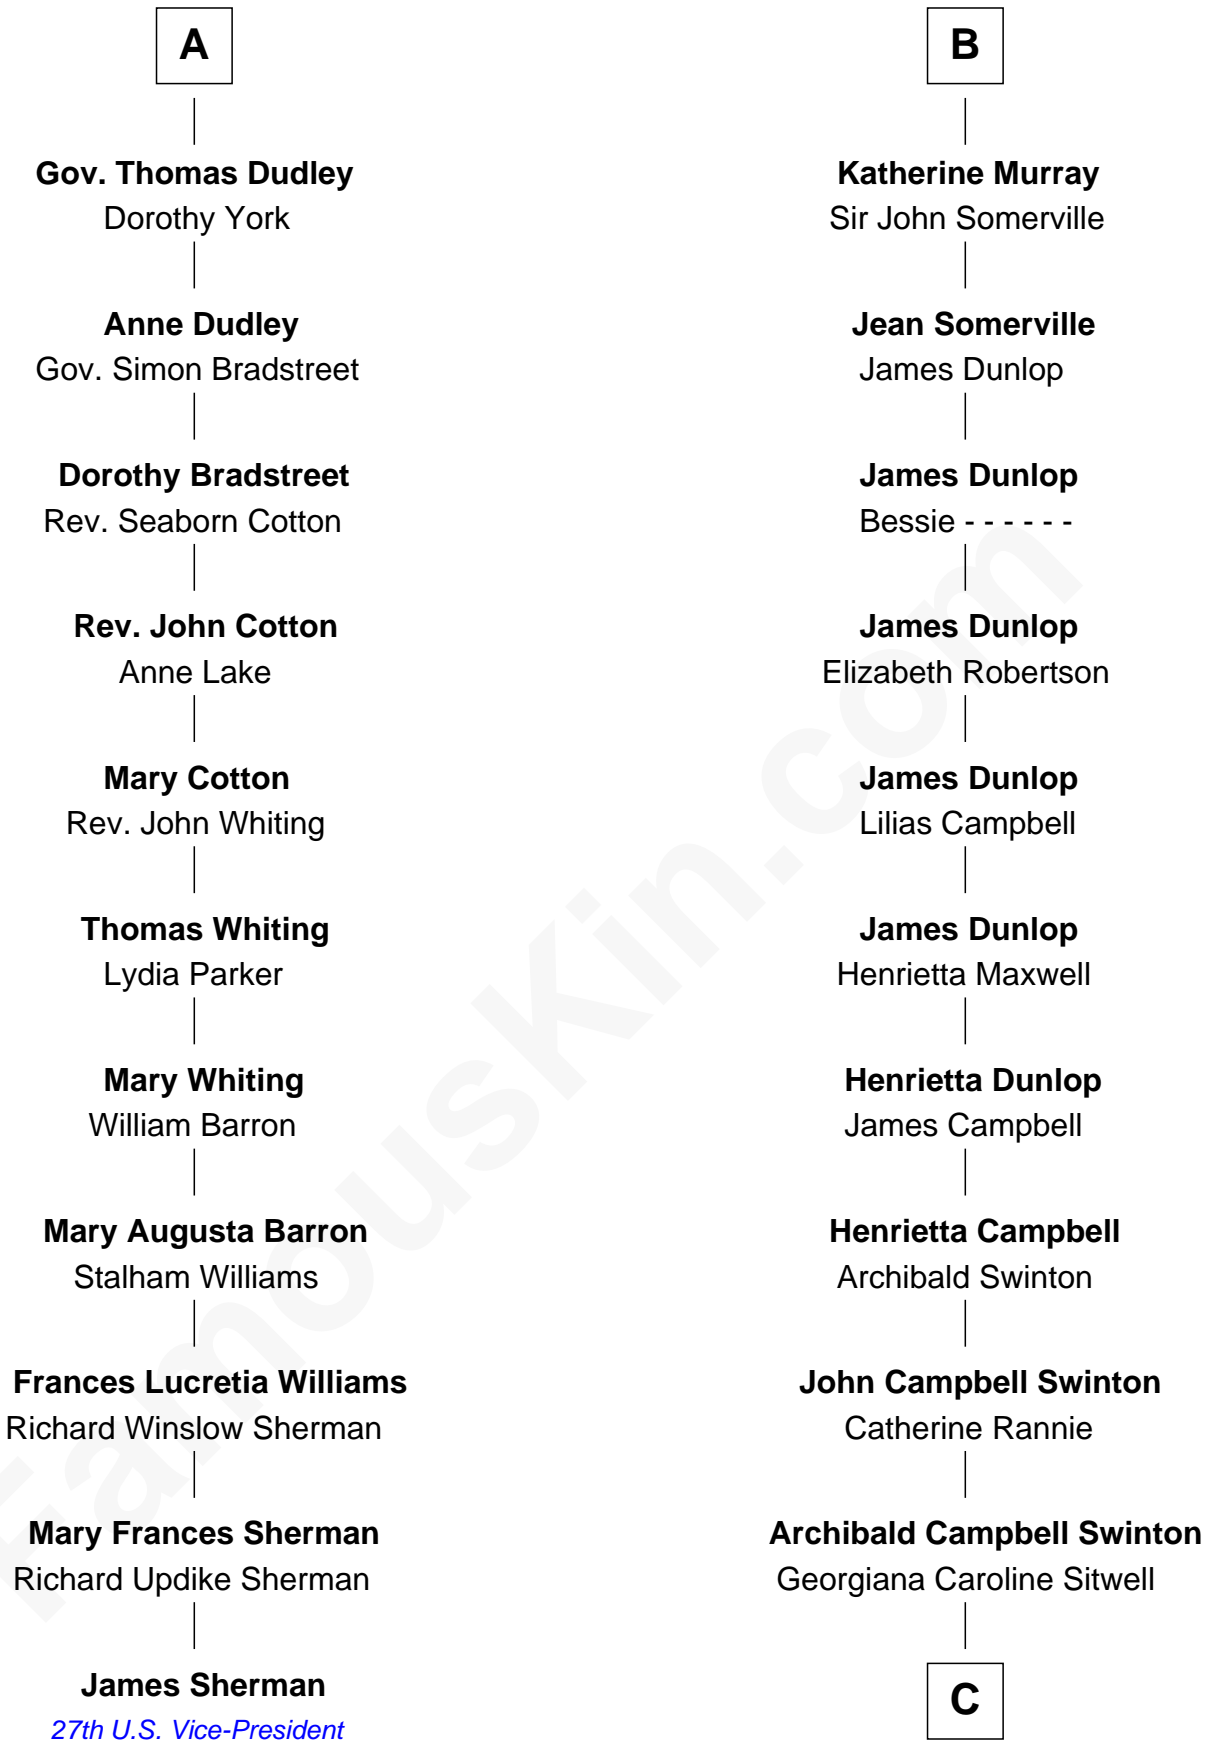 A
Gov. Thomas Dudley
Dorothy York
Anne Dudley
Gov. Simon Bradstreet
Dorothy Bradstreet
Rev. Seaborn Cotton
Rev. John Cotton
Anne Lake
Mary Cotton
Rev. John Whiting
Thomas Whiting
Lydia Parker
Mary Whiting
William Barron
Mary Augusta Barron
Stalham Williams
Frances Lucretia Williams
Richard Winslow Sherman
Mary Frances Sherman
Richard Updike Sherman
James Sherman
27th U.S. Vice-President
B
Katherine Murray
Sir John Somerville
Jean Somerville
James Dunlop
James Dunlop
Bessie - - - - - -
James Dunlop
Elizabeth Robertson
James Dunlop
Lilias Campbell
James Dunlop
Henrietta Maxwell
Henrietta Dunlop
James Campbell
Henrietta Campbell
Archibald Swinton
John Campbell Swinton
Catherine Rannie
Archibald Campbell Swinton
Georgiana Caroline Sitwell
C
FamousKin.com